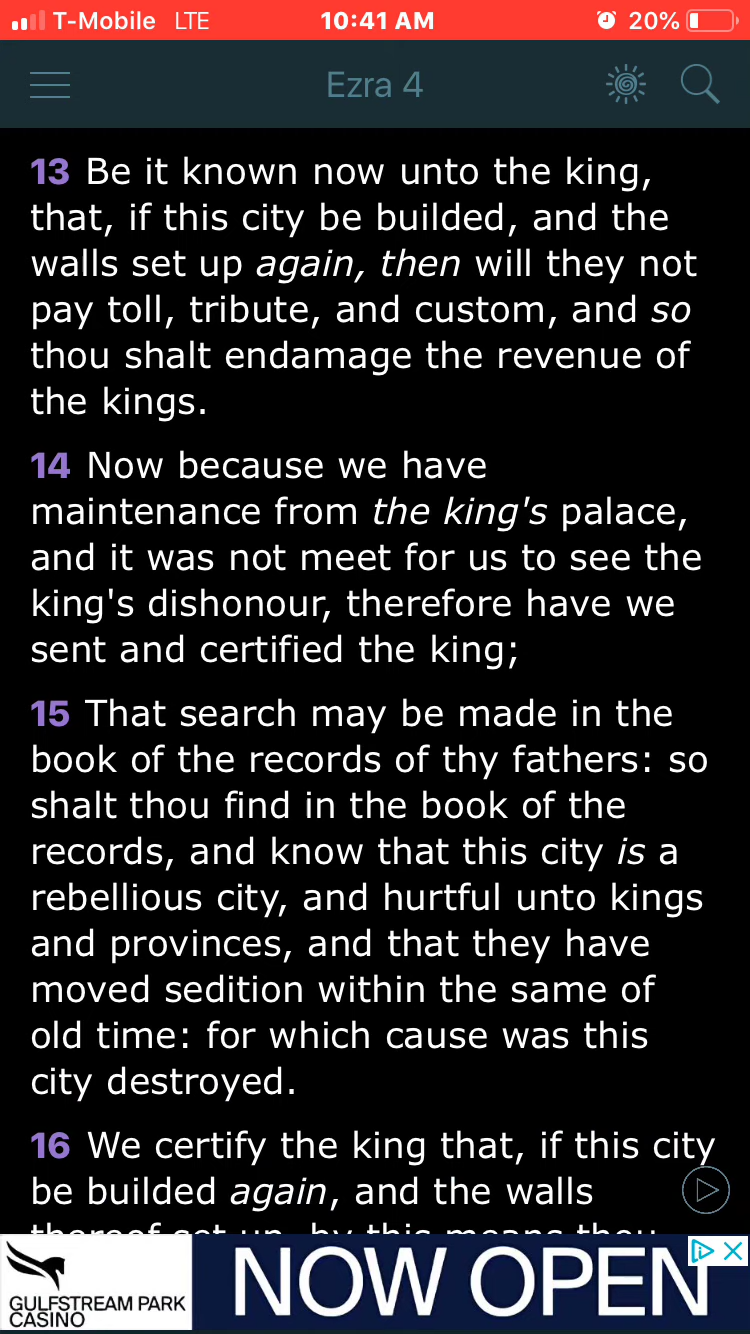 T-Mobile LTE 10:41 AM 20%
Ezra 4
13 Be it known now unto the king,
that, if this city be builded, and the
walls set up again, then will they not
pay toll, tribute, and custom, and so
thou shalt endamage the revenue of
the kings.
14 Now because we have
maintenance from the king's palace,
and it was not meet for us to see the
king's dishonour, therefore have we
sent and certified the king;
15 That search may be made in the
book of the records of thy fathers: so
shalt thou find in the book of the
records, and know that this city is a
rebellious city, and hurtful unto kings
and provinces, and that they have
moved sedition within the same of
old time: for which cause was this
city destroyed.
16 We certify the king that, if this city
be builded again, and the walls
thereof set up, by this means thou
GULFSTREAM PARK
CASINO
NOW OPEN